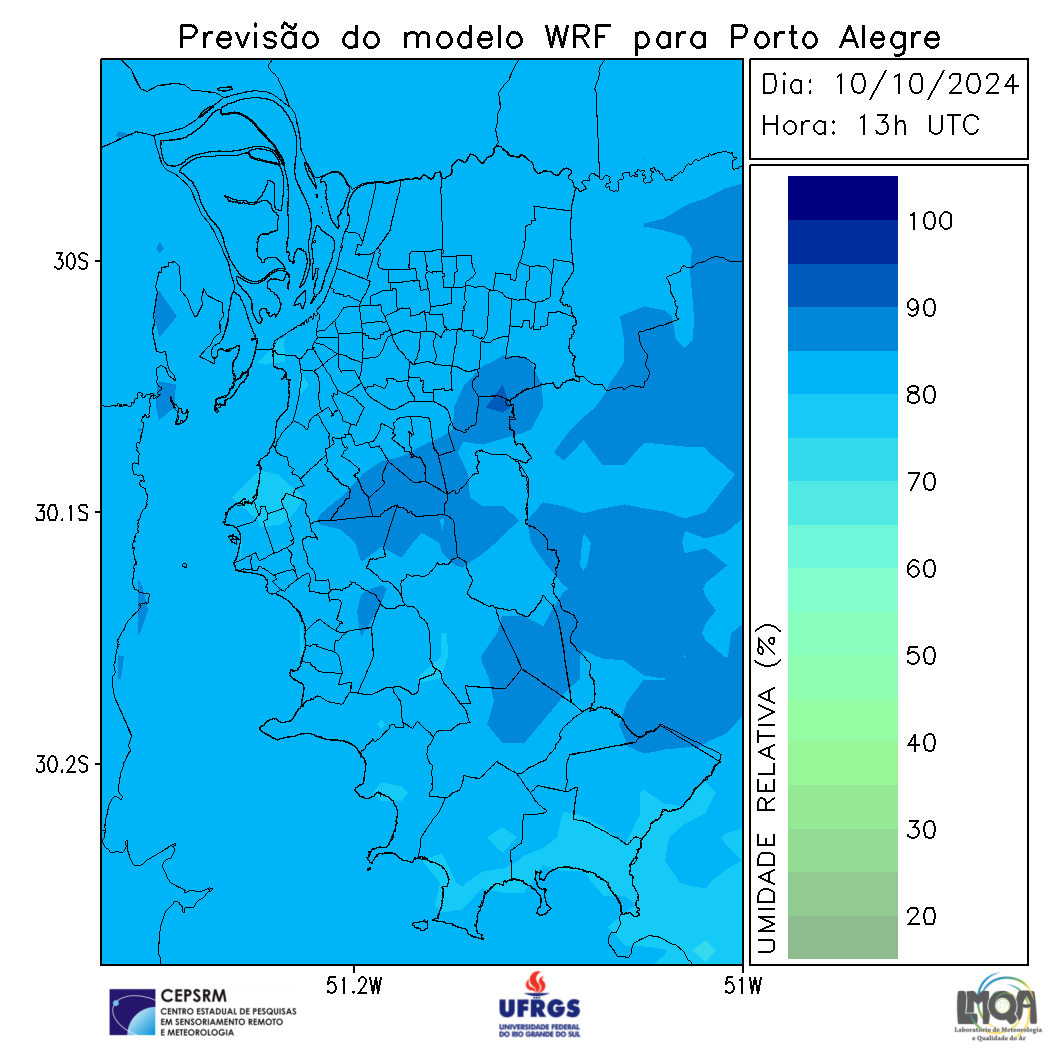 Previsão do modelo WRF para Porto Alegre
Dia: 10/10/2024
Hora: 13h UTC
30S
30.1S
30.2S
51.2W
51W
UMIDADE RELATIVA (%)
100
90
80
70
60
50
40
30
20
CEPSRM
CENTRO ESTADUAL DE PESQUISAS
EM SENSORIAMENTO REMOTO
E METEOROLOGIA
UFRGS
UNIVERSIDADE FEDERAL
DO RIO GRANDE DO SUL
LMQA
Laboratório de Meteorologia
e Qualidade do Ar